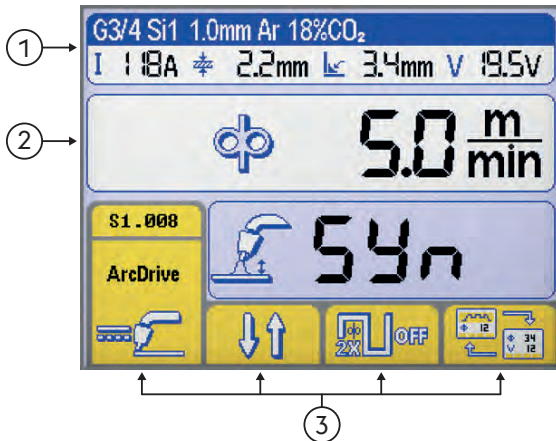 G3/4 Si1 1.0mm Ar 18%CO₂
1 I 118A 2.2mm 3.4mm V 19.5V
2 5.0 m/min
S1.008
Syn
ArcDrive
2X OFF
Φ 12 Φ 34
V 12
3